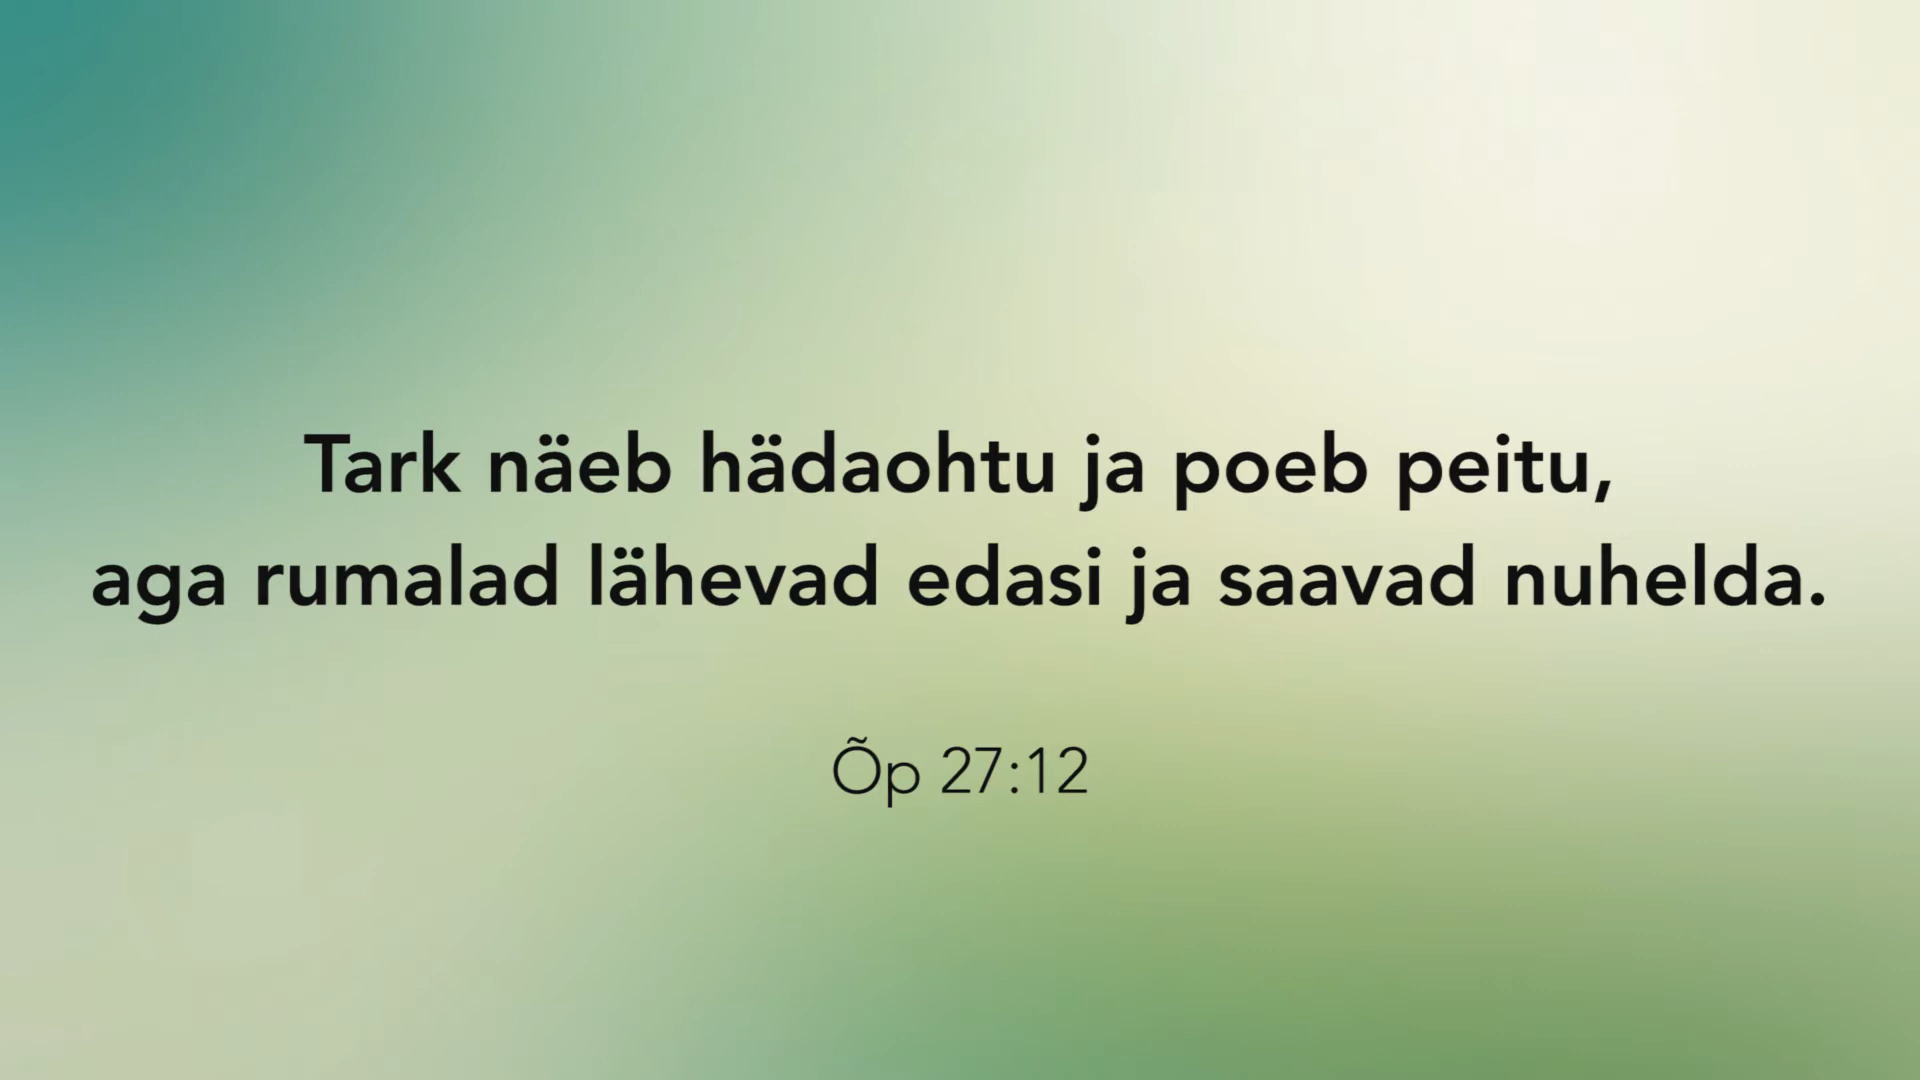 Tark näeb hädaohtu ja poeb peitu,
aga rumalad lähevad edasi ja saavad nuhelda.
Õp 27:12